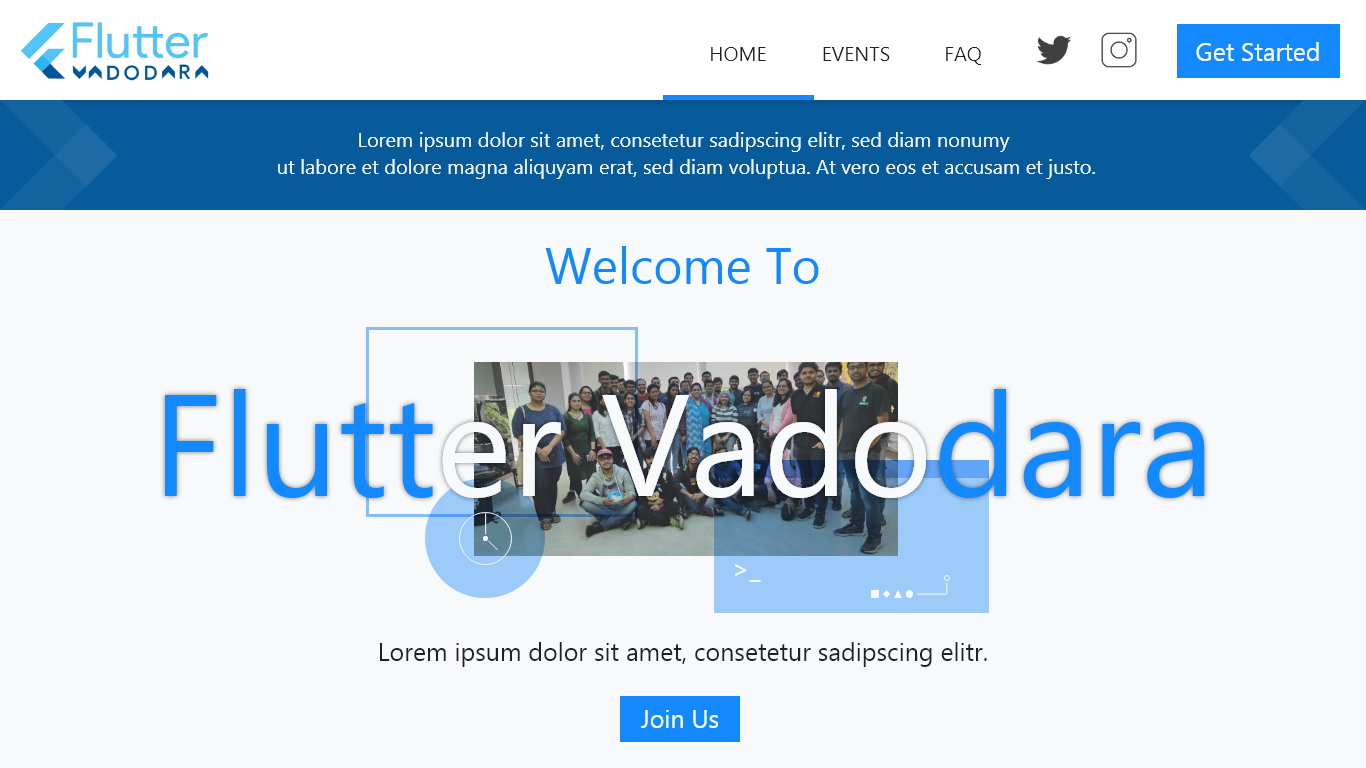 Flutter
VADODARA
HOME EVENTS FAQ Get Started
Lorem ipsum dolor sit amet, consetetur sadipscing elitr, sed diam nonumy
ut labore et dolore magna aliquyam erat, sed diam voluptua. At vero eos et accusam et justo.
Welcome To
Flutter Vadodara
>_
Lorem ipsum dolor sit amet, consetetur sadipscing elitr.
Join Us